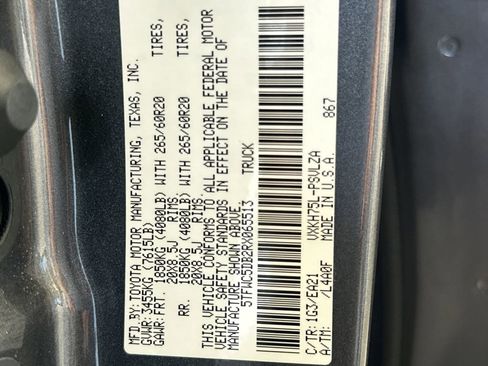 MFD.BY: TOYOTA MOTOR MANUFACTURING, TEXAS, INC.
GVWR: 3455KG (7615LB)
GAWR: FRT. 1850KG (4080LB) WITH 265/60R20 TIRES,
20X8.5J RIMS
RR. 1850KG (4080LB) WITH 265/60R20 TIRES,
20X8.5J RIMS
THIS VEHICLE CONFORMS TO ALL APPLICABLE FEDERAL MOTOR
VEHICLE SAFETY STANDARDS IN EFFECT ON THE DATE OF
MANUFACTURE SHOWN ABOVE.
5TFWC5DB2RX065513 TRUCK
C/TR: 1G3/EA21 VXKH75L-PSVLZA
A/TM: /L4A0F MADE IN U.S.A. 867